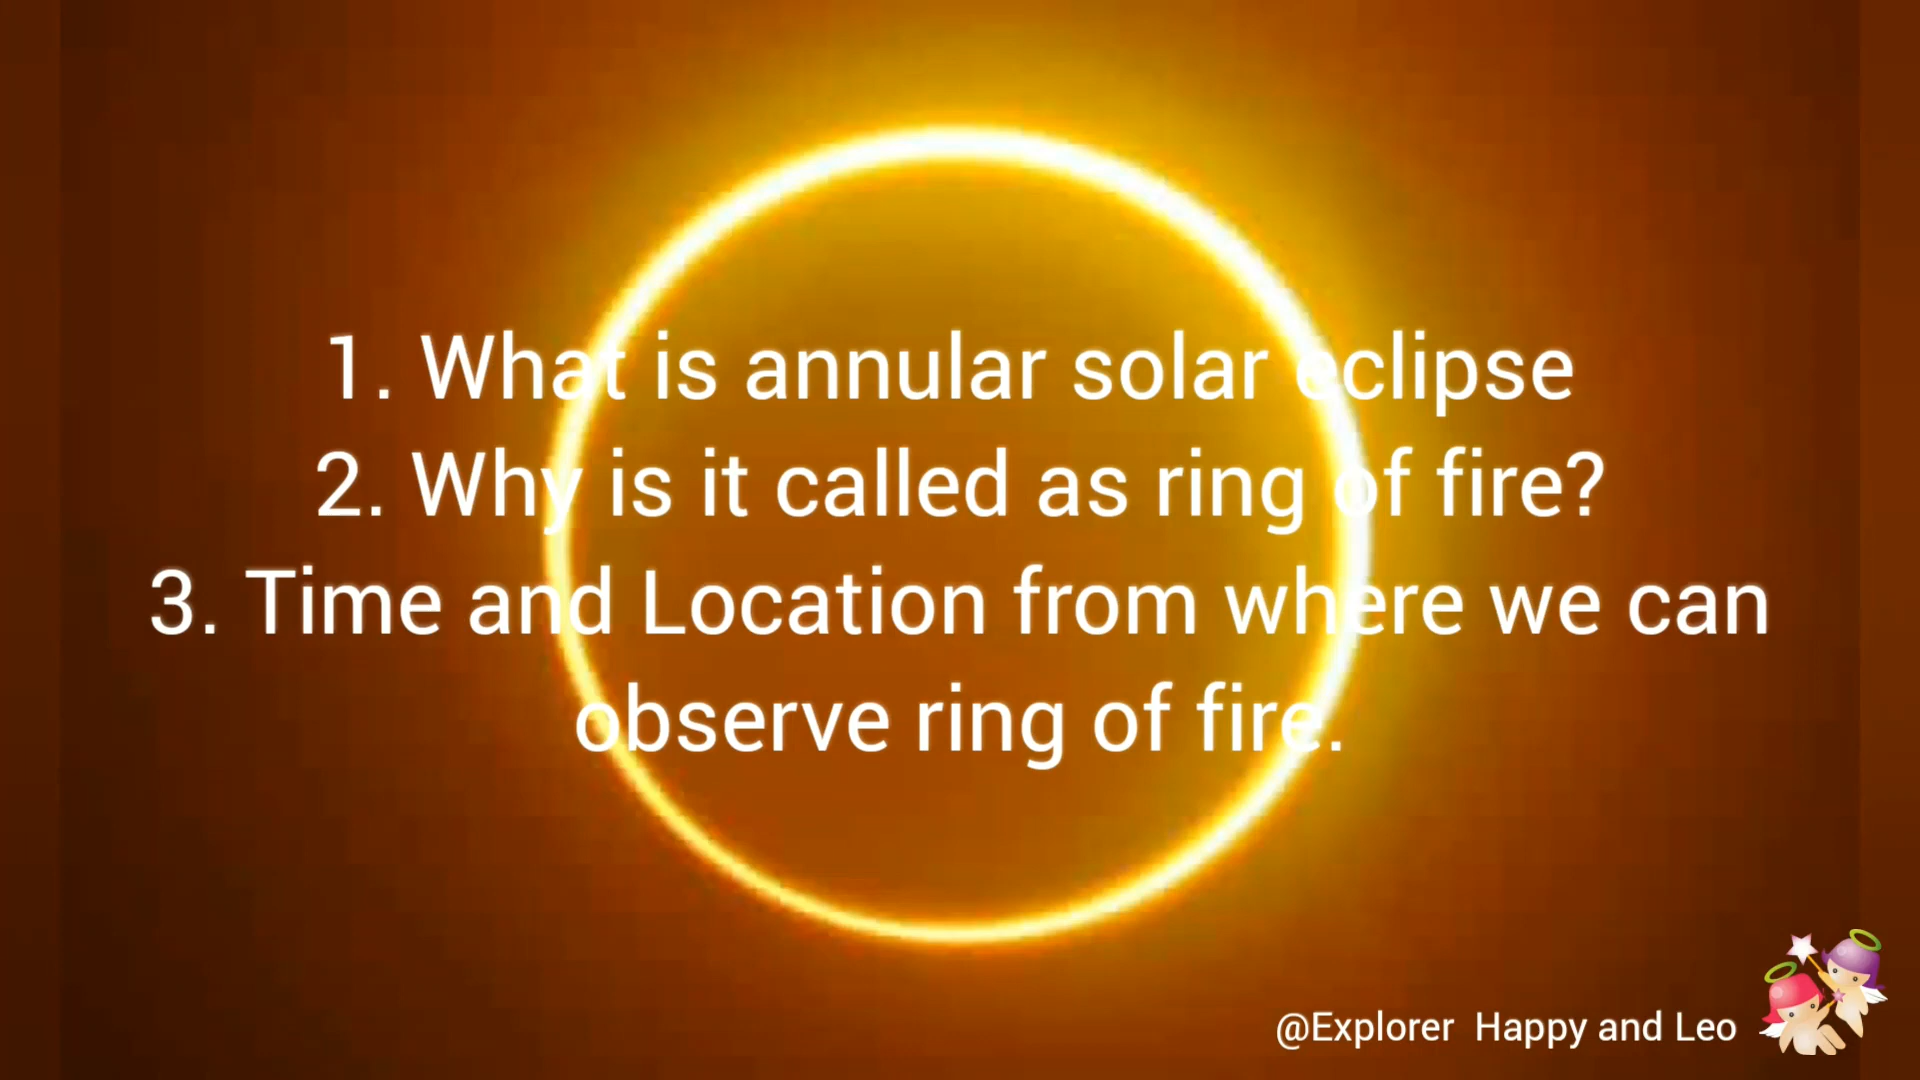 1. What is annular solar eclipse
2. Why is it called as ring of fire?
3. Time and Location from where we can
observe ring of fire.
@Explorer Happy and Leo